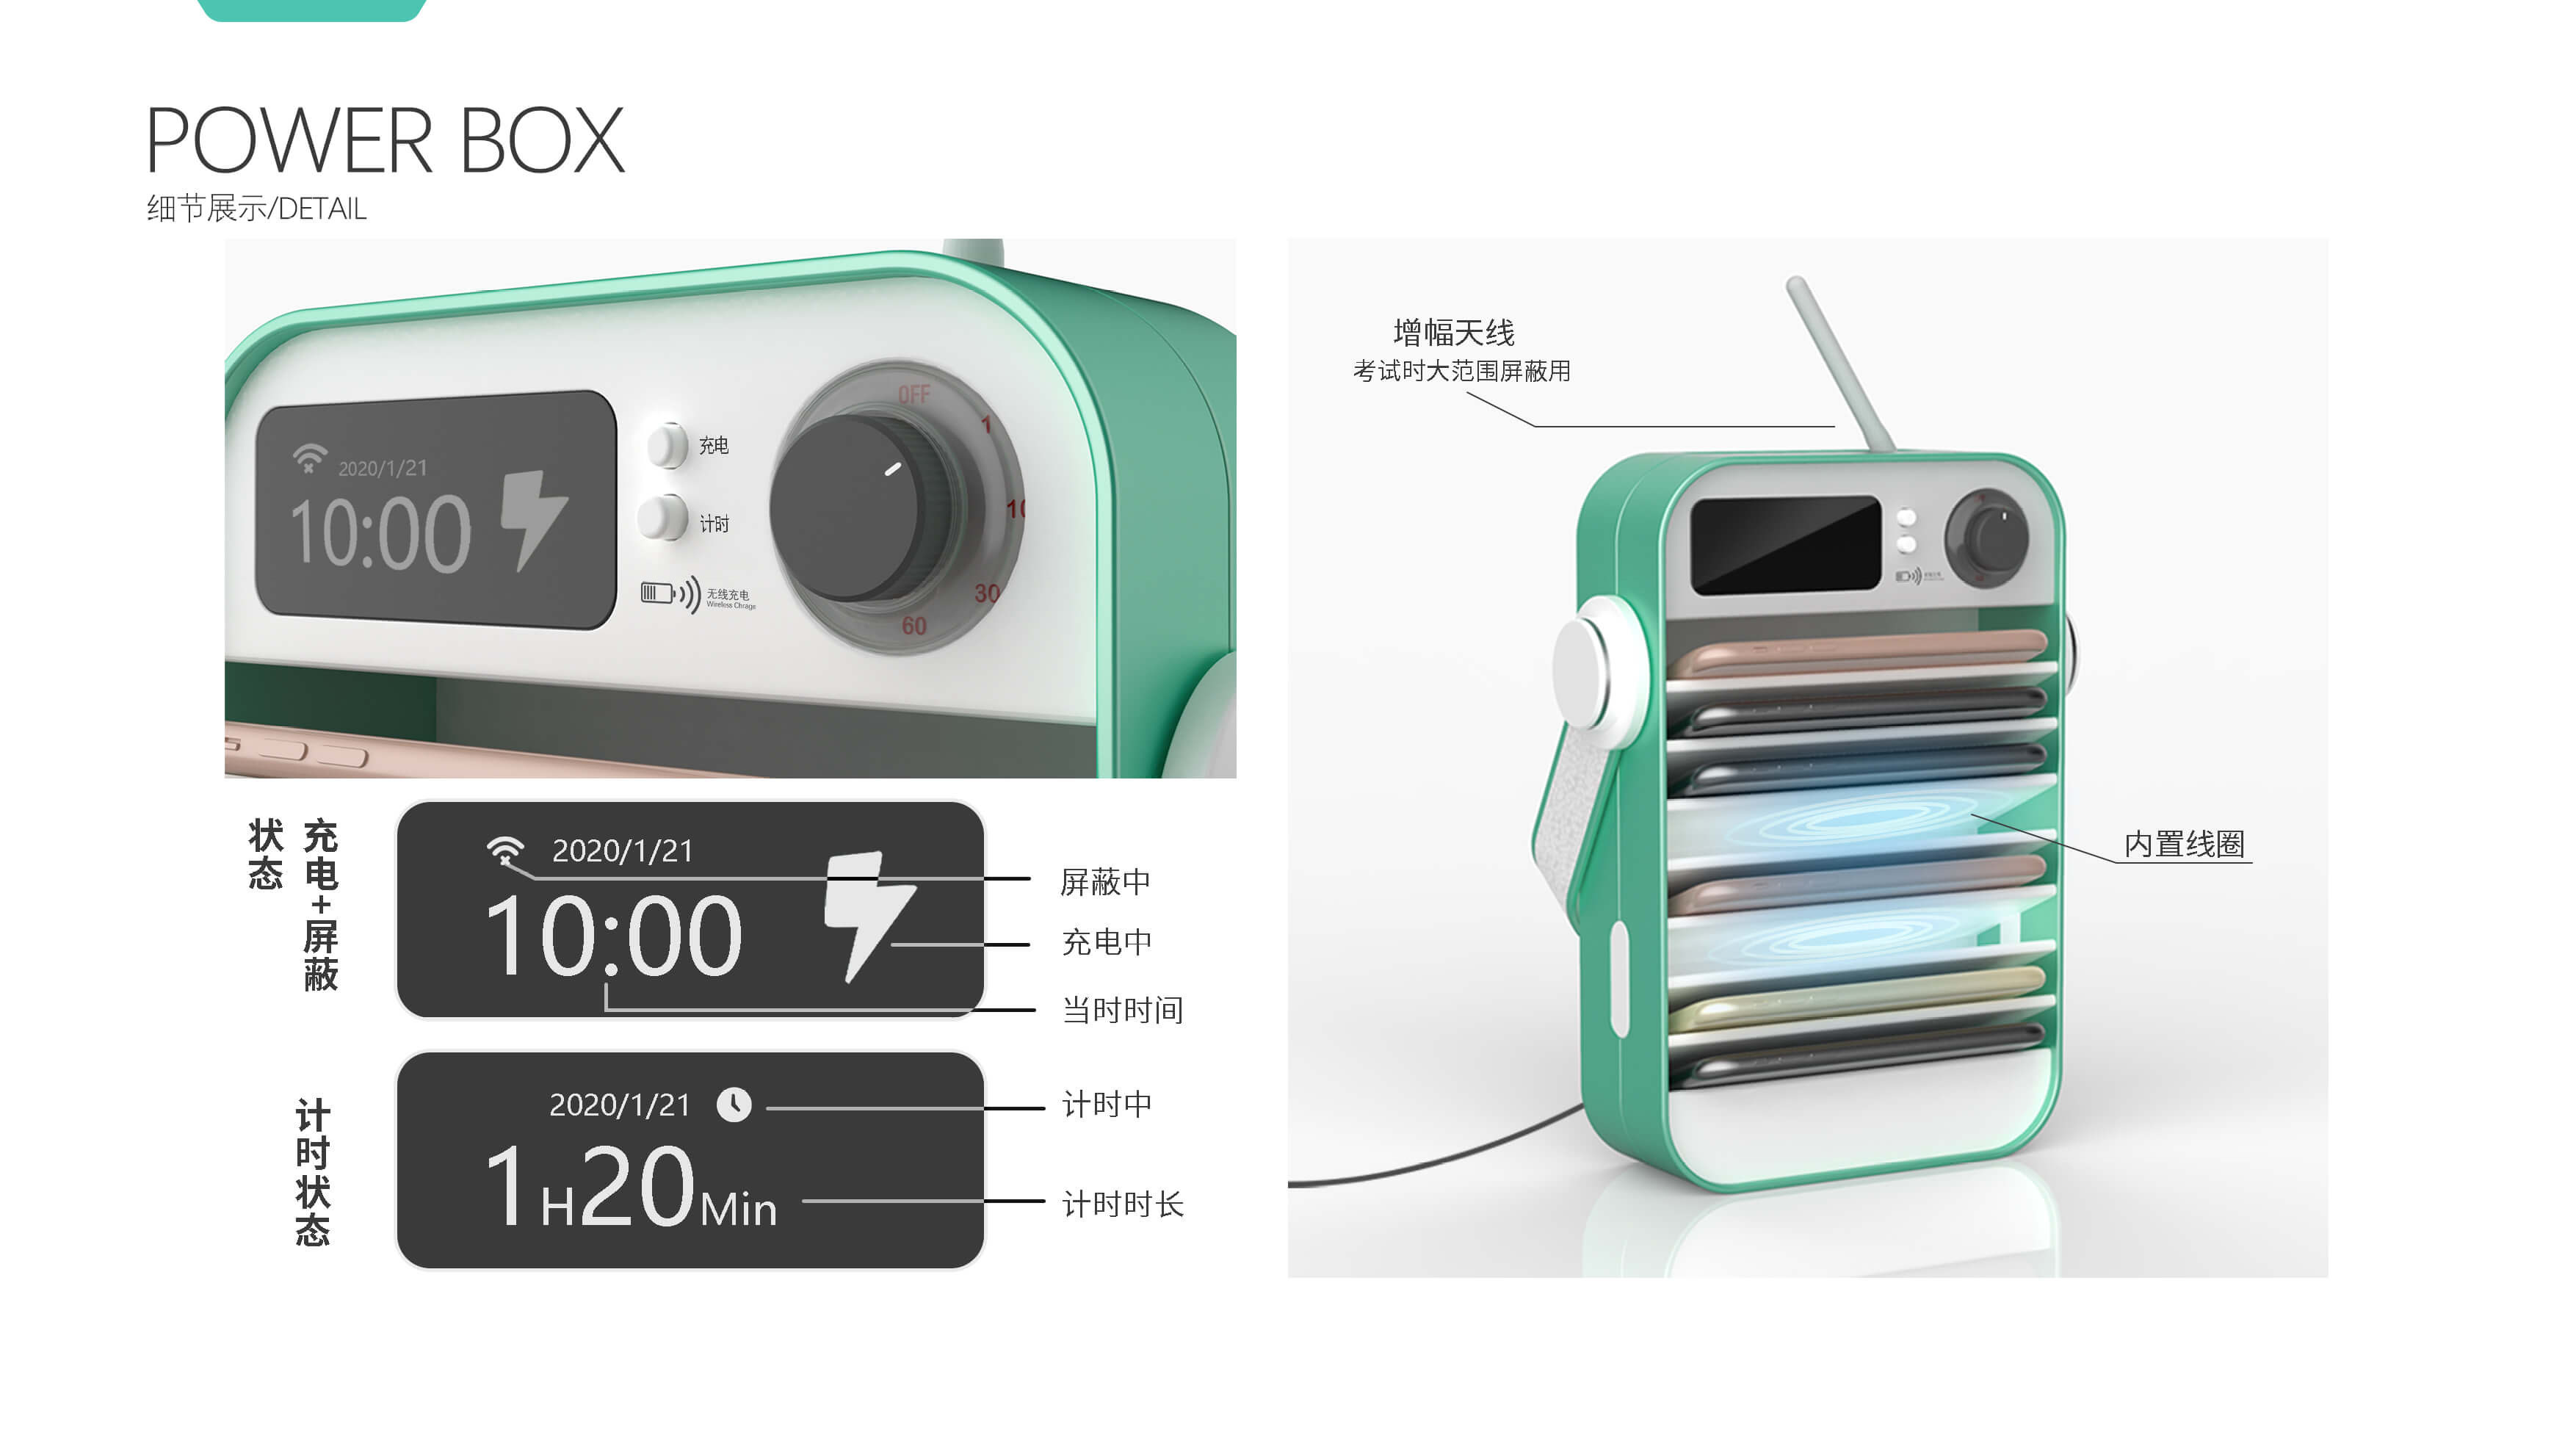 POWER BOX
细节展示/DETAIL
2020/1/21
10:00
充电
计时
无线充电
Wireless Chrage
OFF
1
10
30
60
充电+屏蔽
状态
2020/1/21
10:00
屏蔽中
充电中
当时时间
计时状态
2020/1/21
1H20Min
计时中
计时时长
增幅天线
考试时大范围屏蔽用
内置线圈